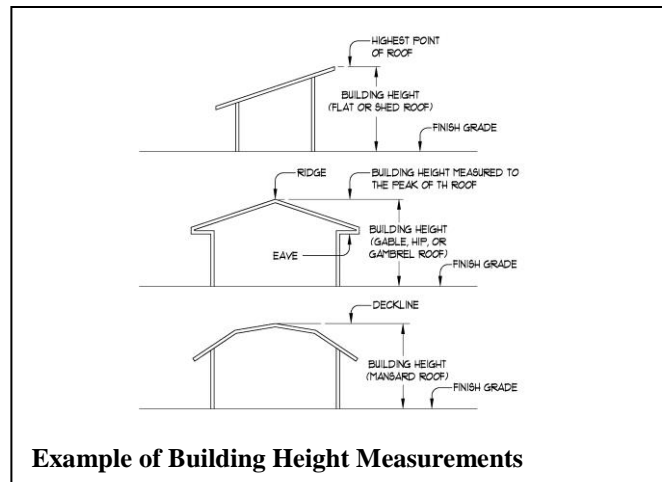 HIGHEST POINT
OF ROOF
BUILDING HEIGHT
(FLAT OR SHED ROOF)
FINISH GRADE
RIDGE
BUILDING HEIGHT MEASURED TO
THE PEAK OF TH ROOF
BUILDING HEIGHT
(GABLE, HIP, OR
GAMBREL ROOF)
EAVE
FINISH GRADE
DECKLINE
BUILDING HEIGHT
(MANSARD ROOF)
FINISH GRADE
Example of Building Height Measurements